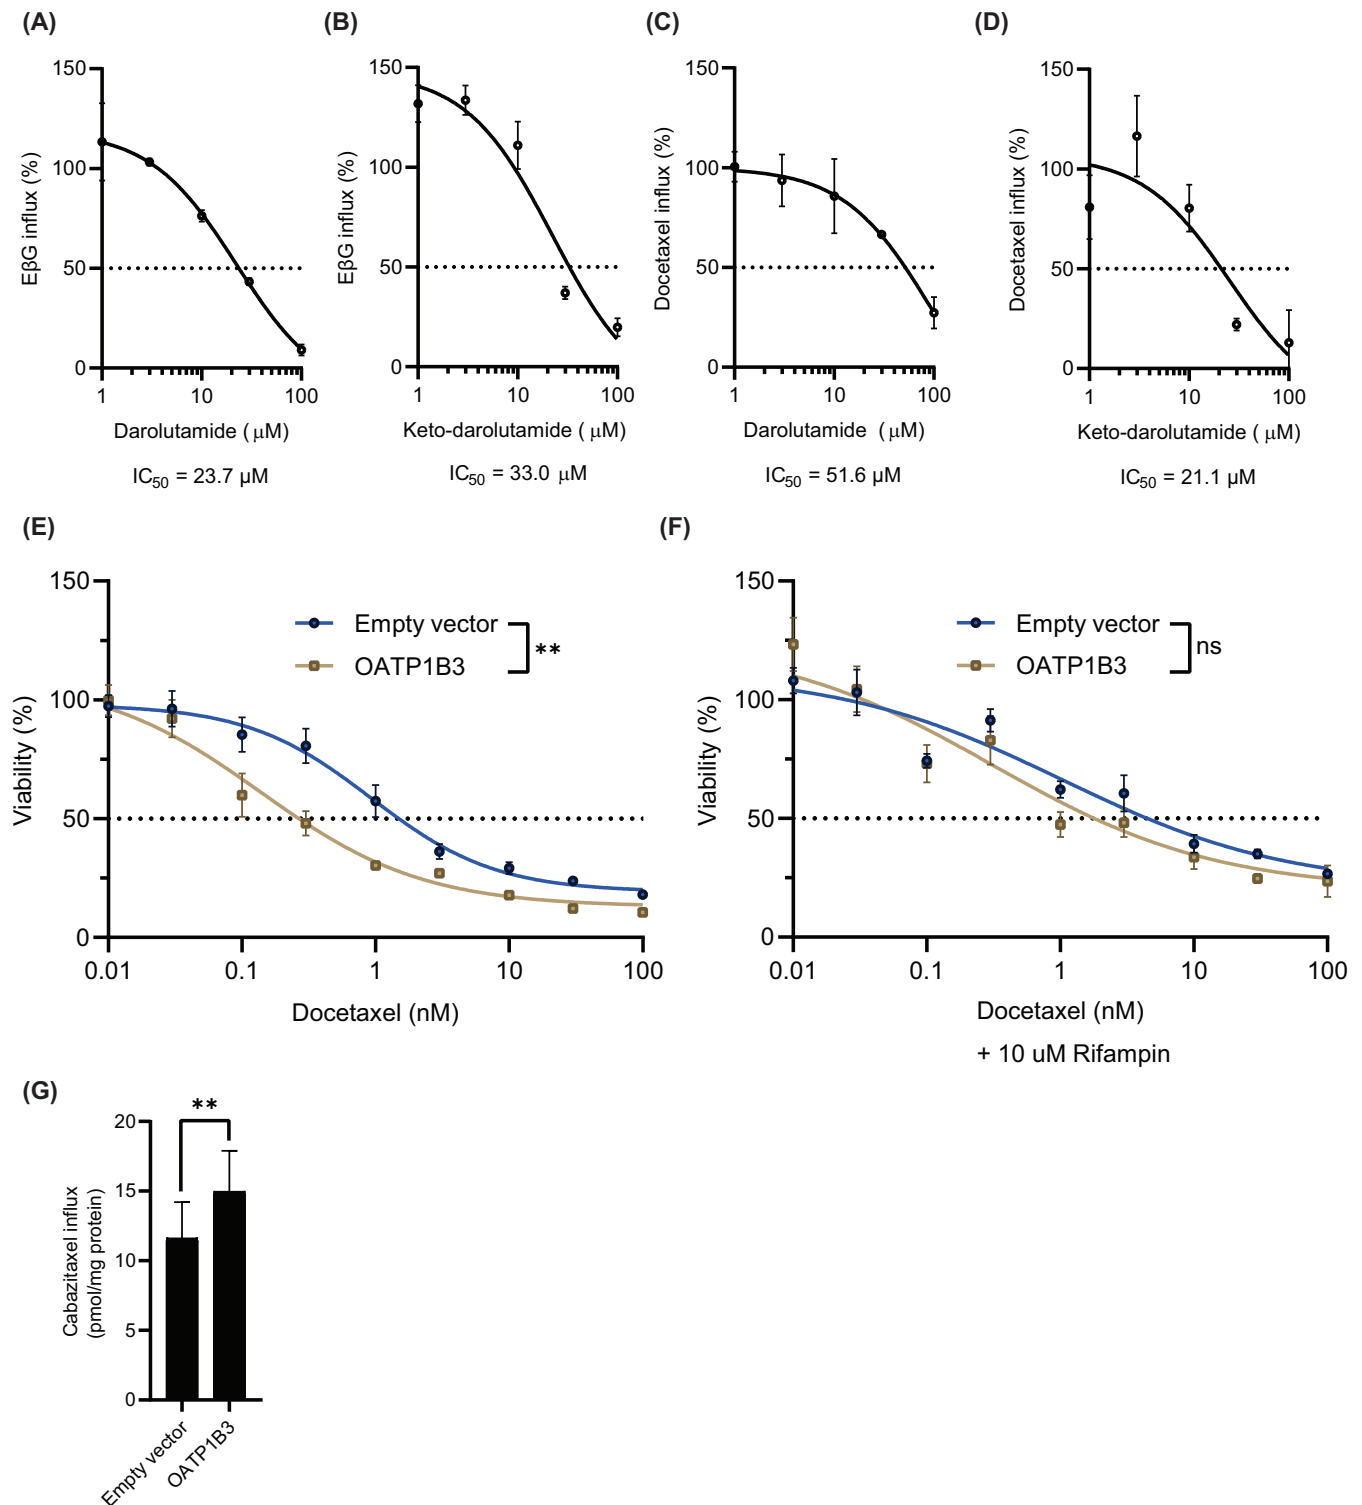 (A)
(B)
(C)
(D)
150
100
50
0
EβG influx (%)
1
10
100
Darolutamide ( μM)
IC50 = 23.7 μM
150
100
50
0
EβG influx (%)
1
10
100
Keto-darolutamide ( μM)
IC50 = 33.0 μM
150
100
50
0
Docetaxel influx (%)
1
10
100
Darolutamide ( μM)
IC50 = 51.6 μM
150
100
50
0
Docetaxel influx (%)
1
10
100
Keto-darolutamide ( μM)
IC50 = 21.1 μM
(E)
150
100
50
0
Viability (%)
Empty vector
OATP1B3
**
0.01
0.1
1
10
100
Docetaxel (nM)
(F)
150
100
50
0
Viability (%)
Empty vector
OATP1B3
ns
0.01
0.1
1
10
100
Docetaxel (nM)
+ 10 uM Rifampin
(G)
**
20
15
10
5
0
Cabazitaxel influx
(pmol/mg protein)
Empty vector
OATP1B3